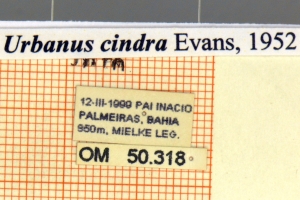 Urbanus cindra Evans, 1952
12-III-1999 PAI INACIO
PALMEIRAS, BAHIA
950m, MIELKE LEG.
OM 50.318